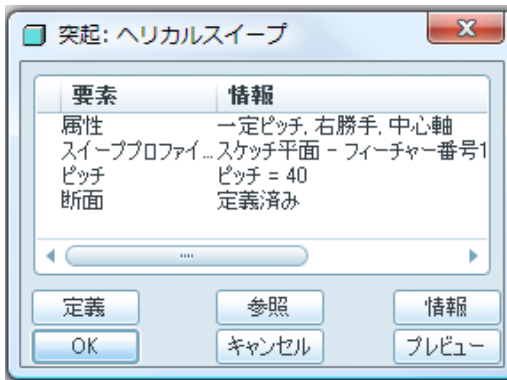 突起: ヘリカルスイープ
要素 情報
属性 一定ピッチ, 右勝手, 中心軸
スイーププロファイ... スケッチ平面 - フィーチャー番号1
ピッチ ピッチ = 40
断面 定義済み
定義 参照 情報
OK キャンセル プレビュー